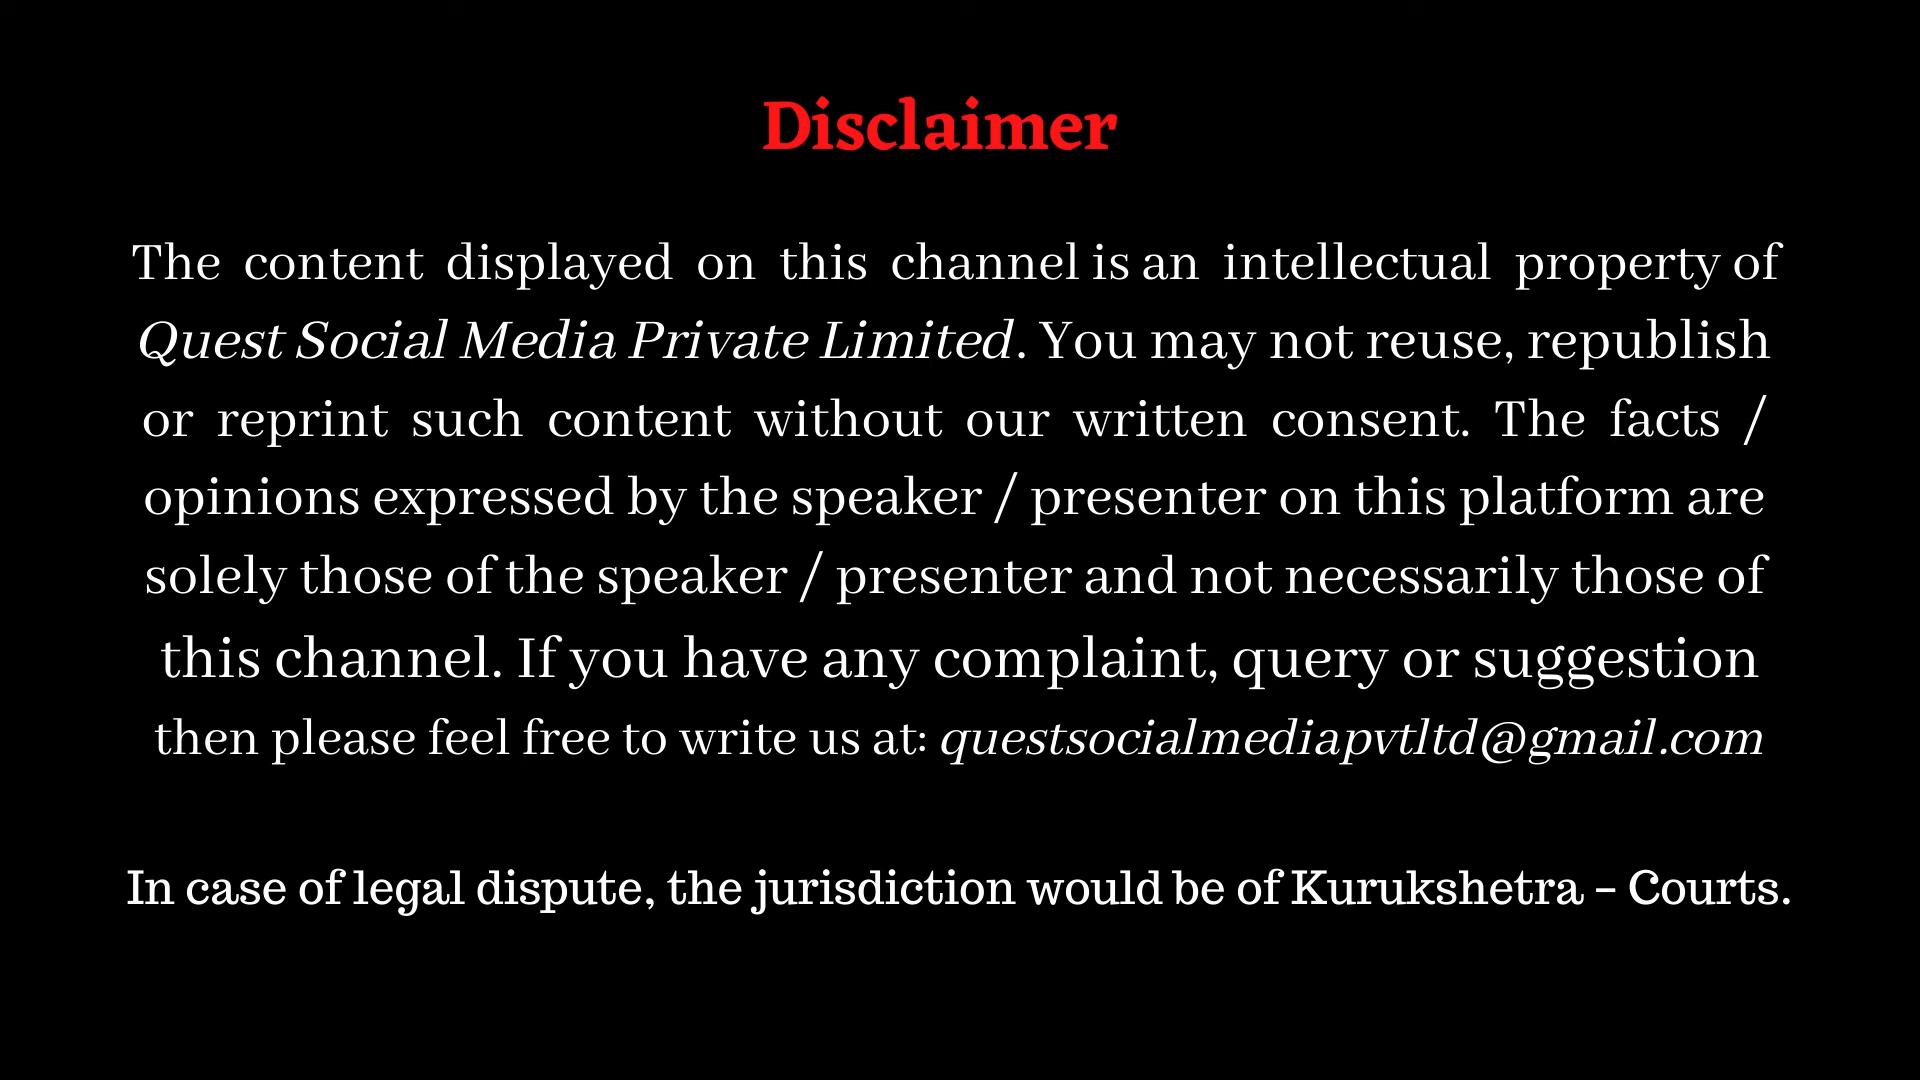 Disclaimer
The content displayed on this channel is an intellectual property of
Quest Social Media Private Limited. You may not reuse, republish
or reprint such content without our written consent. The facts /
opinions expressed by the speaker / presenter on this platform are
solely those of the speaker / presenter and not necessarily those of
this channel. If you have any complaint, query or suggestion
then please feel free to write us at: questsocialmediapvtltd@gmail.com
In case of legal dispute, the jurisdiction would be of Kurukshetra – Courts.